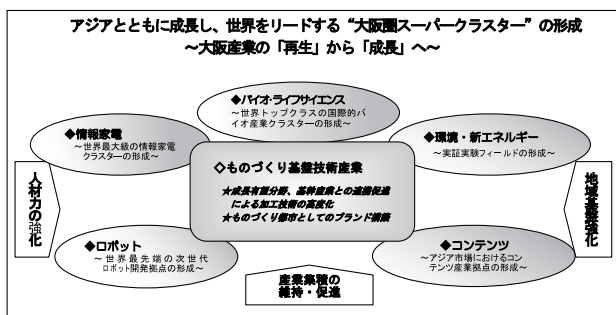 アジアとともに成長し、世界をリードする“大阪圏スーパークラスター”の形成
～大阪産業の「再生」から「成長」へ～
◆バイオ・ライフサイエンス
～世界トップクラスの国際的バ
イオ産業クラスターの形成～
◆情報家電
～世界最大級の情報家電
クラスターの形成～
◆環境・新エネルギー
～実証実験フィールドの形成～
◇ものづくり基盤技術産業
★成長有望分野、基幹産業との連携促進
による加工技術の高度化
★ものづくり都市としてのブランド構築
人材力の強化
地域基盤強化
◆ロボット
～世界最先端の次世代
ロボット開発拠点の形成～
◆コンテンツ
～アジア市場におけるコン
テンツ産業拠点の形成～
産業集積の
維持・促進